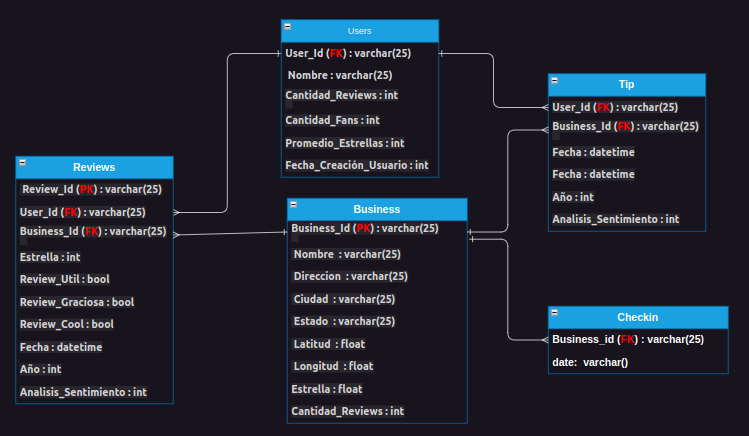 Users
User_Id (FK) : varchar(25)
Nombre : varchar(25)
Cantidad_Reviews : int
Cantidad_Fans : int
Promedio_Estrellas : int
Fecha_Creación_Usuario : int
Tip
User_Id (FK) : varchar(25)
Business_Id (FK) : varchar(25)
Fecha : datetime
Fecha : datetime
Año : int
Analisis_Sentimiento : int
Reviews
Review_Id (PK) : varchar(25)
User_Id (FK) : varchar(25)
Business_Id (FK) : varchar(25)
Estrella : int
Review_Util : bool
Review_Graciosa : bool
Review_Cool : bool
Fecha : datetime
Año : int
Analisis_Sentimiento : int
Business
Business_Id (PK) : varchar(25)
Nombre : varchar(25)
Direccion : varchar(25)
Ciudad : varchar(25)
Estado : varchar(25)
Latitud : float
Longitud : float
Estrella : float
Cantidad_Reviews : int
Checkin
Business_id (FK) : varchar(25)
date: varchar()